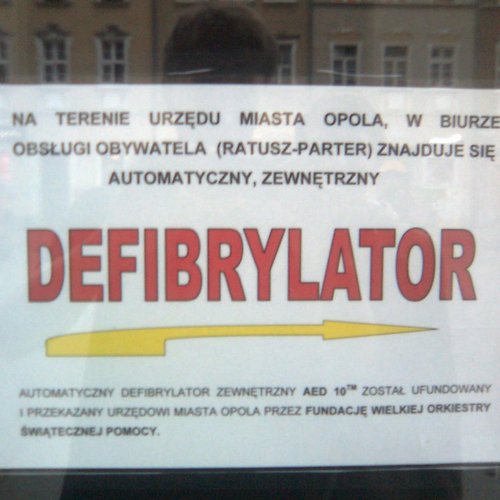 NA TERENIE URZĘDU MIASTA OPOLA, W BIURZE
OBSŁUGI OBYWATELA (RATUSZ-PARTER) ZNAJDUJE SIĘ
AUTOMATYCZNY, ZEWNĘTRZNY
DEFIBRYLATOR
AUTOMATYCZNY DEFIBRYLATOR ZEWNĘTRZNY AED 10™ ZOSTAŁ UFUNDOWANY
I PRZEKAZANY URZĘDOWI MIASTA OPOLA PRZEZ FUNDACJĘ WIELKIEJ ORKIESTRY
ŚWIĄTECZNEJ POMOCY.